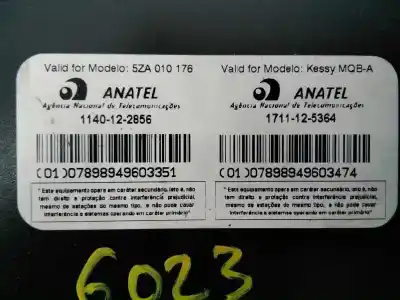 Valid for Modelo: 5ZA 010 176
ANATEL
Agência Nacional de Telecomunicações
1140-12-2856
(01)07898949603351
"Este equipamento opera em caráter secundário, isto é, não
tem direito a proteção contra interferência prejudicial,
mesmo de estações do mesmo tipo, e não pode causar
interferência a sistemas operando em caráter primário"
Valid for Modelo: Kessy MQB-A
ANATEL
Agência Nacional de Telecomunicações
1711-12-5364
(01)07898949603474
"Este equipamento opera em caráter secundário, isto é, não
tem direito a proteção contra interferência prejudicial,
mesmo de estações do mesmo tipo, e não pode causar
interferência a sistemas operando em caráter primário"
6023